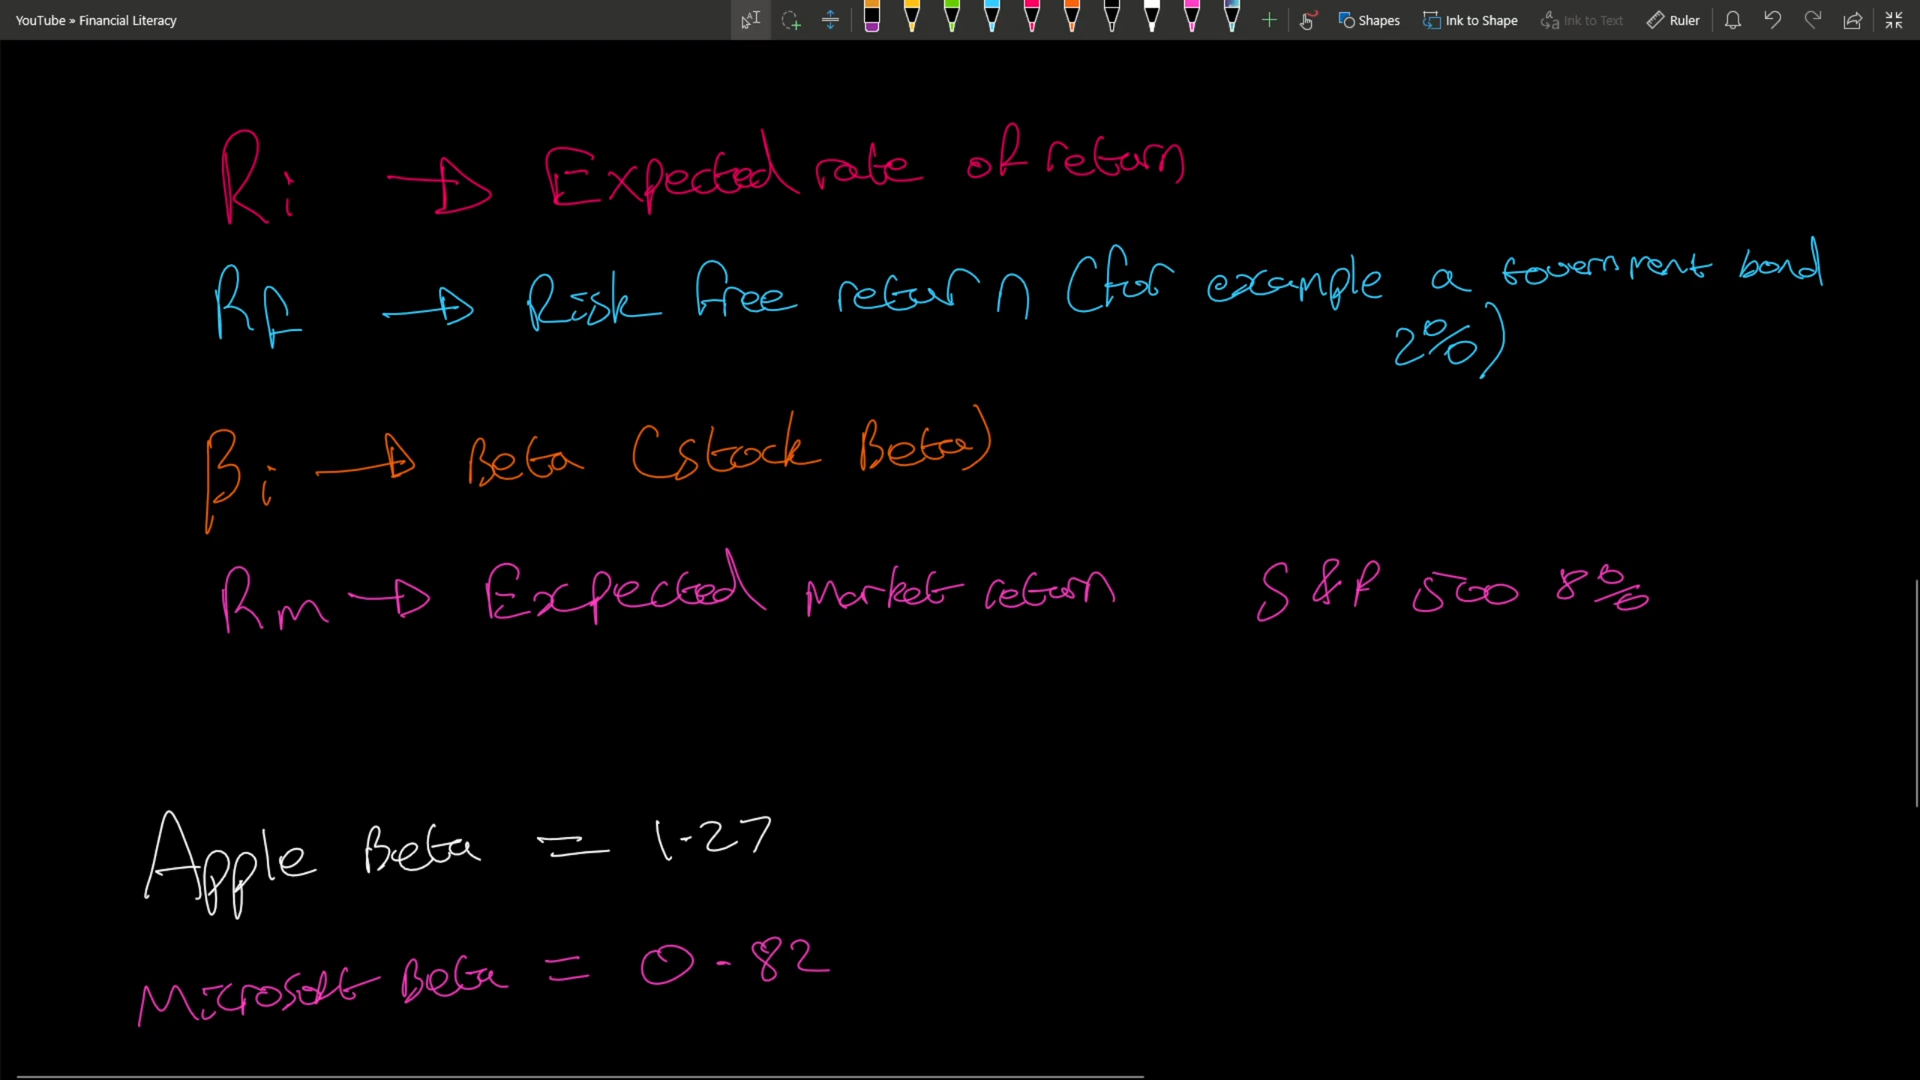 YouTube » Financial Literacy Shapes Ink to Shape Ink to Text Ruler
Ri → Expected rate of return
Rf → Risk free return (for example a Government bond
2%)
βi → Beta (stock Beta)
Rm → Expected Market return S&P 500 8%
Apple Beta = 1.27
Microsoft Beta = 0.82